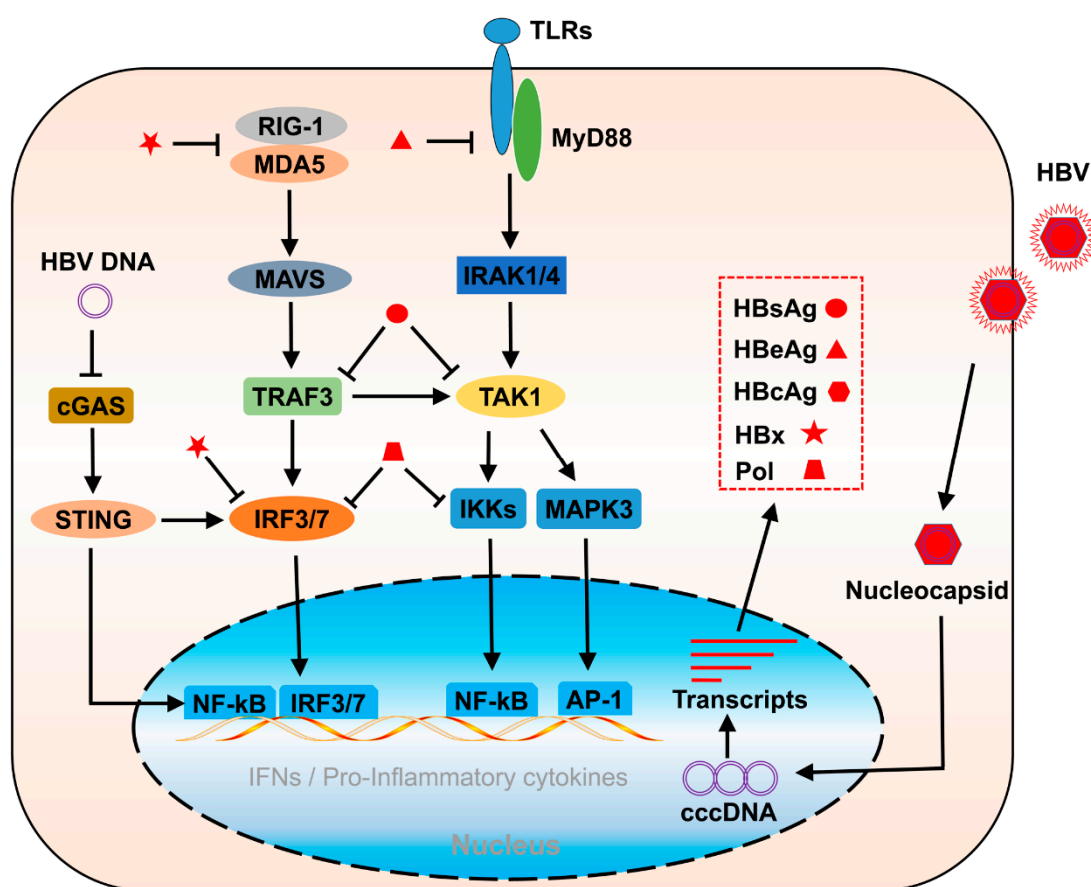 TLRs
RIG-1
MDA5
MyD88
HBV
HBV DNA
MAVS
IRAK1/4
HBsAg
HBeAg
HBcAg
HBx
Pol
cGAS
TRAF3
TAK1
STING
IRF3/7
IKKs
MAPK3
Nucleocapsid
NF-kB
IRF3/7
NF-kB
AP-1
Transcripts
IFNs / Pro-Inflammatory cytokines
cccDNA
Nucleus